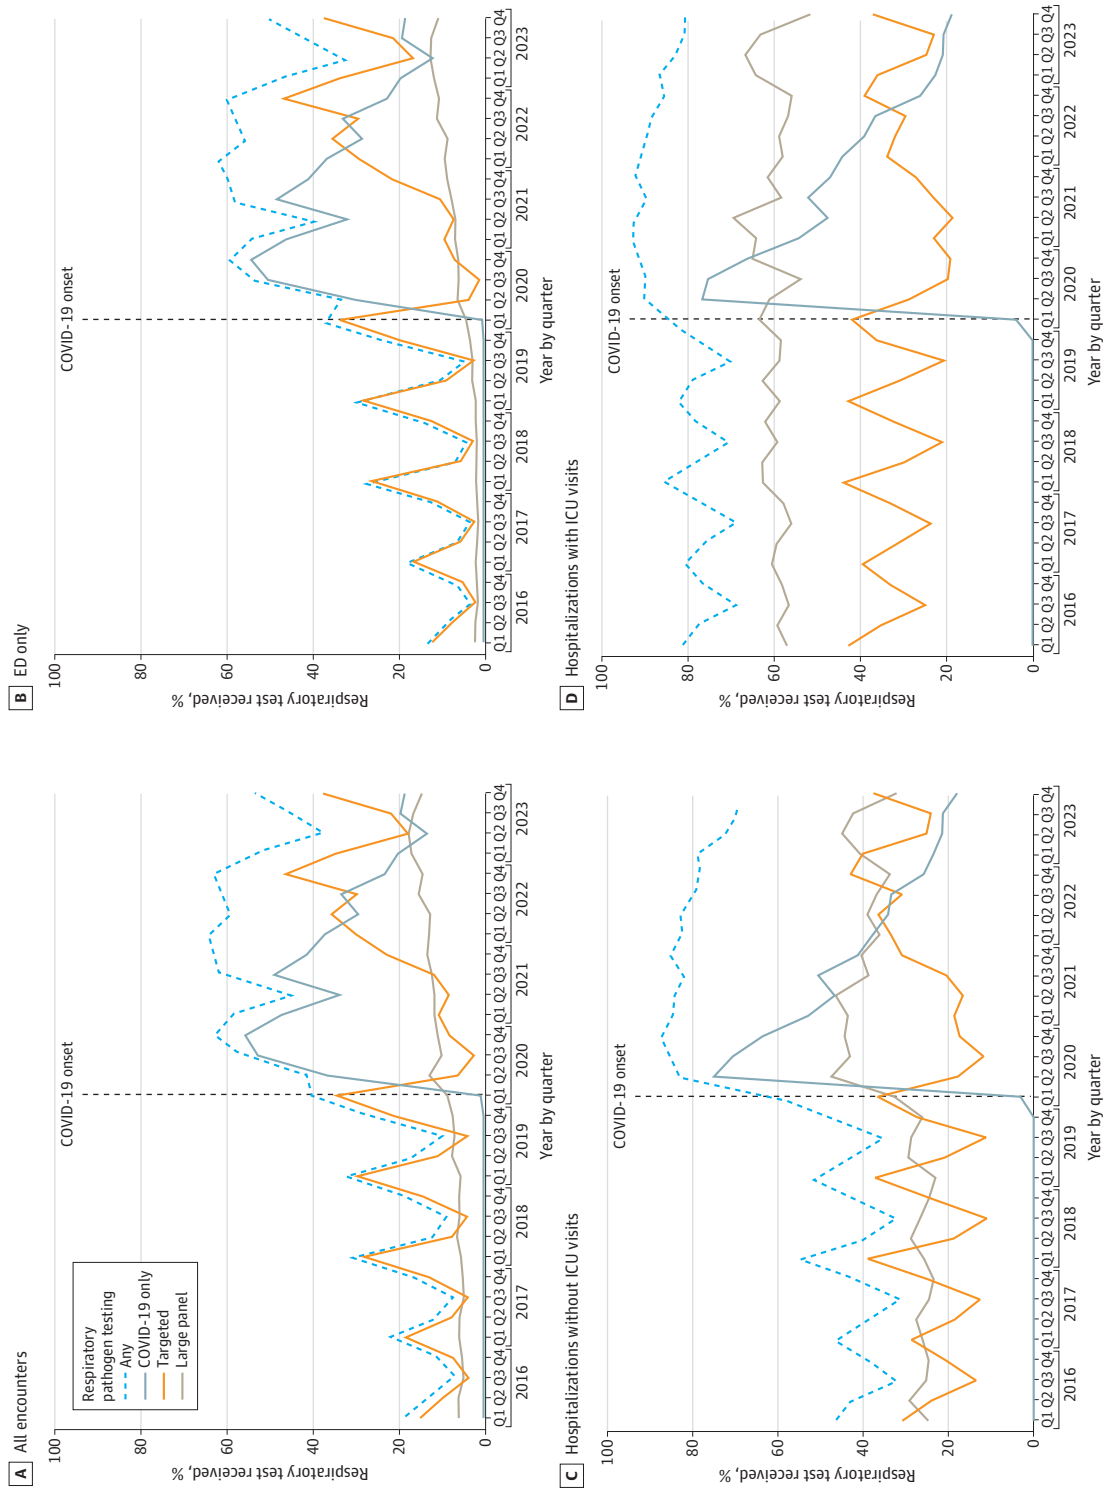 A All encounters
100
80
60
40
20
0
Respiratory test received, %
Respiratory
pathogen testing
Any
COVID-19 only
Targeted
Large panel
COVID-19 onset
Q1 Q2 Q3 Q4 Q1 Q2 Q3 Q4 Q1 Q2 Q3 Q4 Q1 Q2 Q3 Q4 Q1 Q2 Q3 Q4 Q1 Q2 Q3 Q4 Q1 Q2 Q3 Q4 Q1 Q2 Q3 Q4
2016 2017 2018 2019 2020 2021 2022 2023
Year by quarter
B ED only
100
80
60
40
20
0
Respiratory test received, %
COVID-19 onset
Q1 Q2 Q3 Q4 Q1 Q2 Q3 Q4 Q1 Q2 Q3 Q4 Q1 Q2 Q3 Q4 Q1 Q2 Q3 Q4 Q1 Q2 Q3 Q4 Q1 Q2 Q3 Q4 Q1 Q2 Q3 Q4
2016 2017 2018 2019 2020 2021 2022 2023
Year by quarter
C Hospitalizations without ICU visits
100
80
60
40
20
0
Respiratory test received, %
COVID-19 onset
Q1 Q2 Q3 Q4 Q1 Q2 Q3 Q4 Q1 Q2 Q3 Q4 Q1 Q2 Q3 Q4 Q1 Q2 Q3 Q4 Q1 Q2 Q3 Q4 Q1 Q2 Q3 Q4 Q1 Q2 Q3 Q4
2016 2017 2018 2019 2020 2021 2022 2023
Year by quarter
D Hospitalizations with ICU visits
100
80
60
40
20
0
Respiratory test received, %
COVID-19 onset
Q1 Q2 Q3 Q4 Q1 Q2 Q3 Q4 Q1 Q2 Q3 Q4 Q1 Q2 Q3 Q4 Q1 Q2 Q3 Q4 Q1 Q2 Q3 Q4 Q1 Q2 Q3 Q4 Q1 Q2 Q3 Q4
2016 2017 2018 2019 2020 2021 2022 2023
Year by quarter